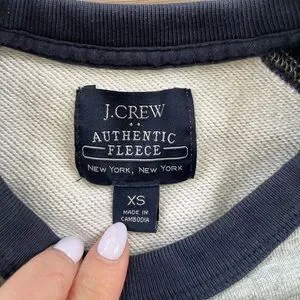 J.CREW
AUTHENTIC
FLEECE
NEW YORK, NEW YORK
XS
MADE IN
CAMBODIA